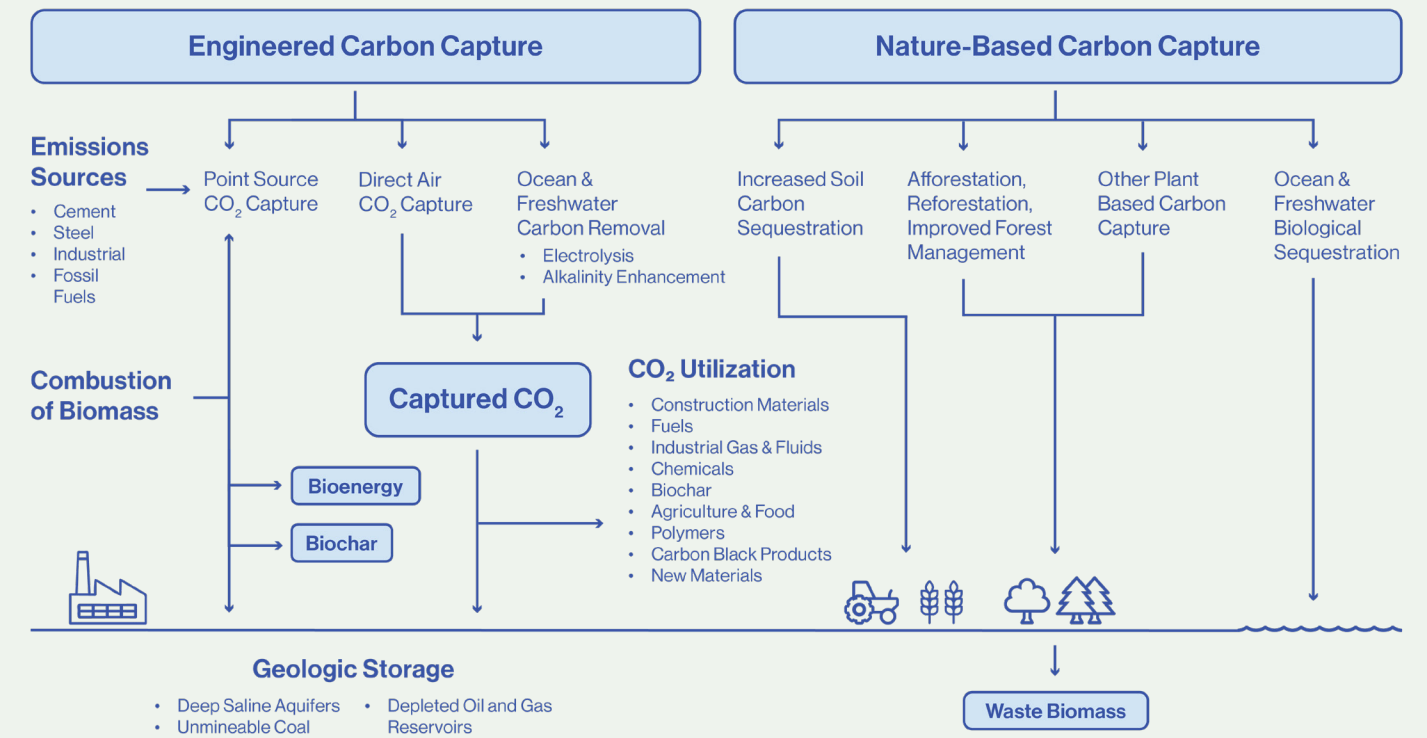 Engineered Carbon Capture
Nature-Based Carbon Capture
Emissions
Sources
• Cement
• Steel
• Industrial
• Fossil
Fuels
Point Source
CO₂ Capture
Direct Air
CO₂ Capture
Ocean &
Freshwater
Carbon Removal
• Electrolysis
• Alkalinity Enhancement
Increased Soil
Carbon
Sequestration
Afforestation,
Reforestation,
Improved Forest
Management
Other Plant
Based Carbon
Capture
Ocean &
Freshwater
Biological
Sequestration
Combustion
of Biomass
Captured CO₂
CO₂ Utilization
• Construction Materials
• Fuels
• Industrial Gas & Fluids
• Chemicals
• Biochar
• Agriculture & Food
• Polymers
• Carbon Black Products
• New Materials
Bioenergy
Biochar
Geologic Storage
• Deep Saline Aquifers
• Unmineable Coal
• Depleted Oil and Gas
Reservoirs
Waste Biomass